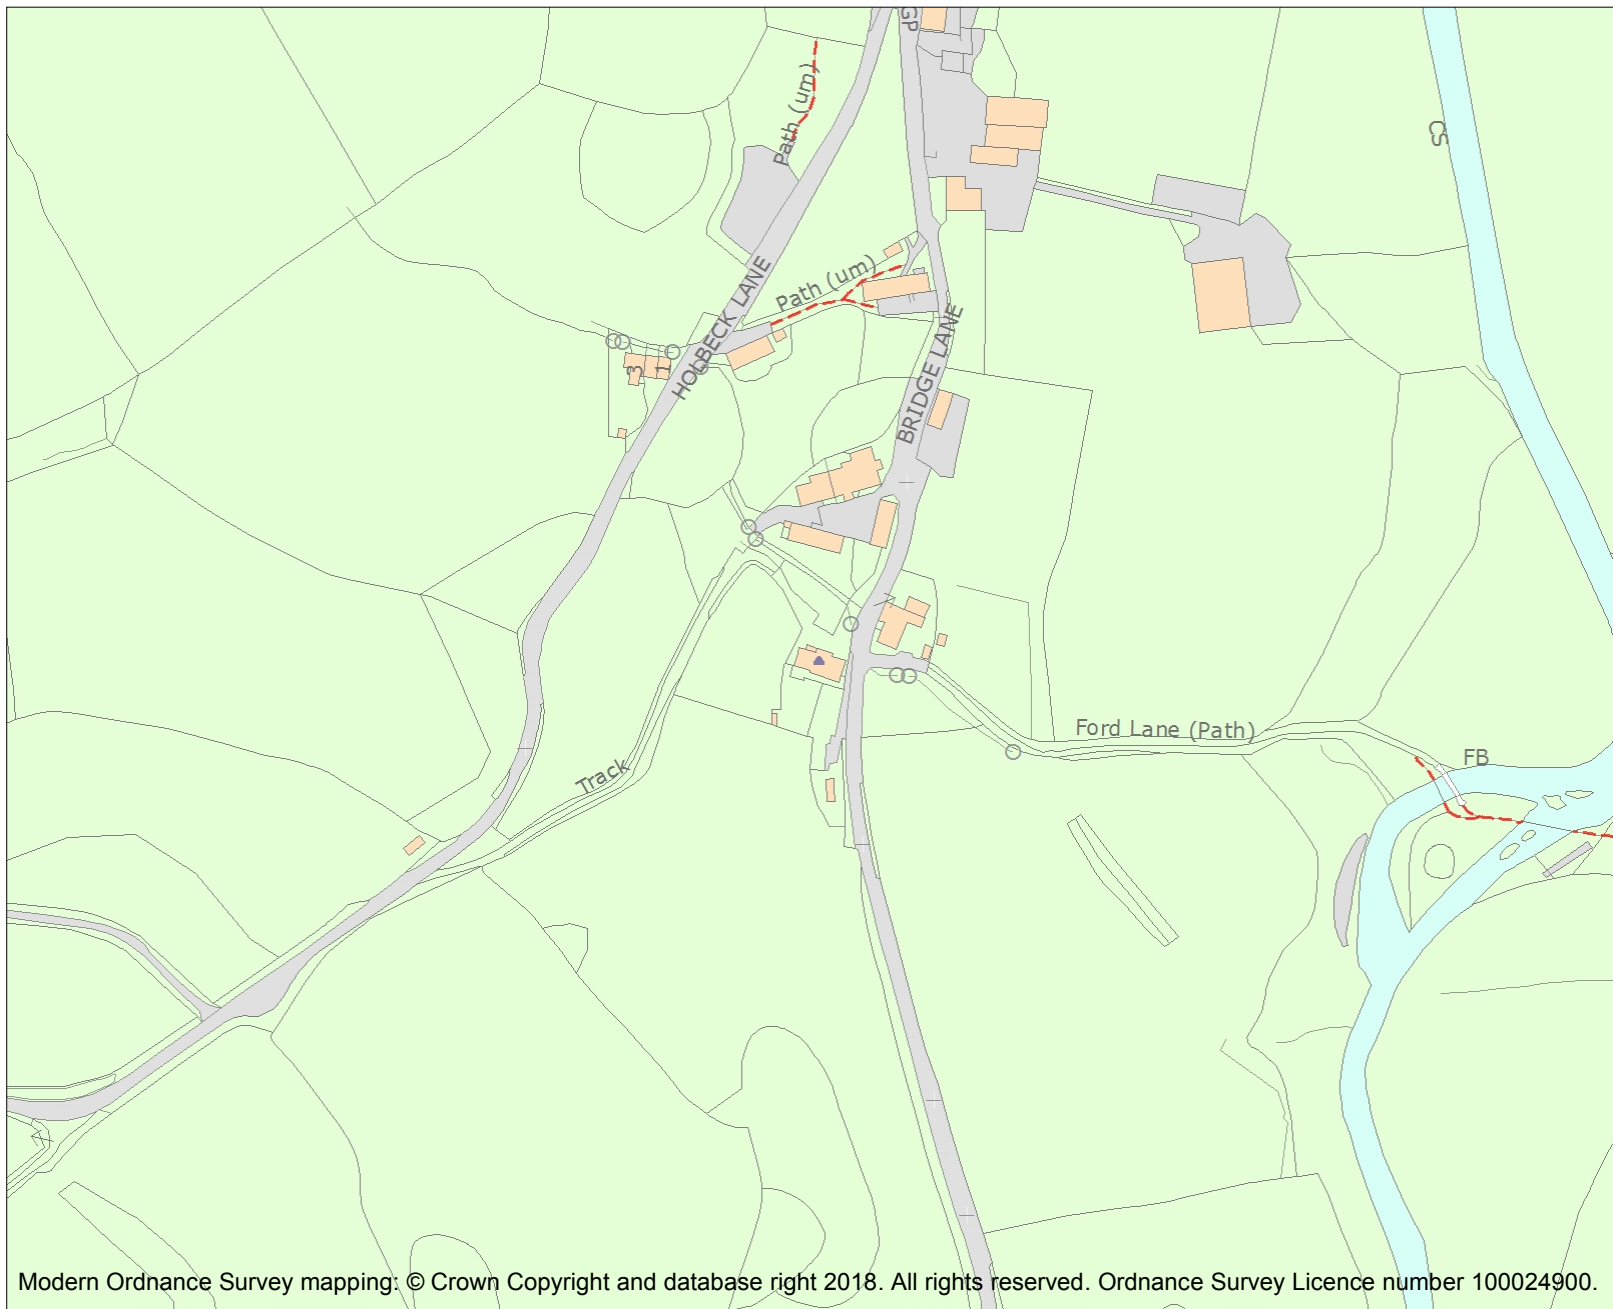 GP
Path (um)
CS
HOLBECK LANE
Path (um)
BRIDGE LANE
3
1
Ford Lane (Path)
FB
Track
Modern Ordnance Survey mapping: © Crown Copyright and database right 2018. All rights reserved. Ordnance Survey Licence number 100024900.